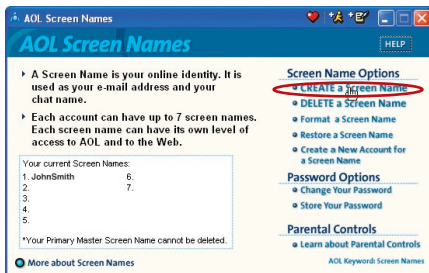 AOL Screen Names
AOL Screen Names
HELP
A Screen Name is your online identity. It is
used as your e-mail address and your
chat name.
Each account can have up to 7 screen names.
Each screen name can have its own level of
access to AOL and to the Web.
Your current Screen Names:
1. JohnSmith 6.
2. 7.
3.
4.
5.
*Your Primary Master Screen Name cannot be deleted.
More about Screen Names
Screen Name Options
CREATE a Screen Name
DELETE a Screen Name
Format a Screen Name
Restore a Screen Name
Create a New Account for
a Screen Name
Password Options
Change Your Password
Store Your Password
Parental Controls
Learn about Parental Controls
AOL Keyword: Screen Names